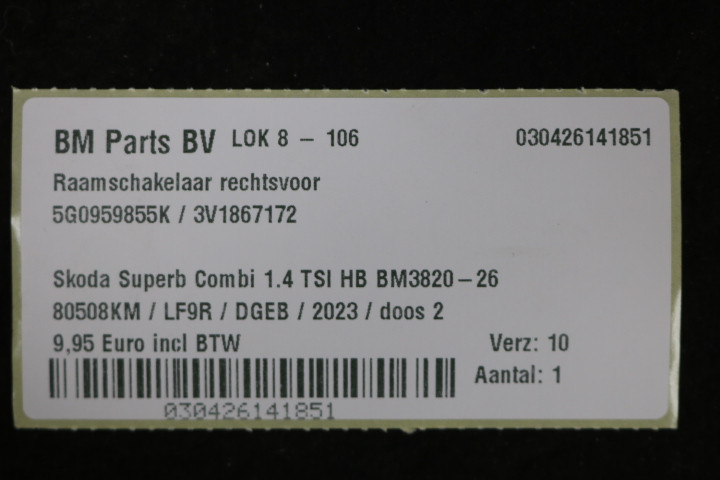 BM Parts BV LOK 8 – 106 030426141851
Raamschakelaar rechtsvoor
5G0959855K / 3V1867172
Skoda Superb Combi 1.4 TSI HB BM3820–26
80508KM / LF9R / DGEB / 2023 / doos 2
9,95 Euro incl BTW Verz: 10
Aantal: 1
030426141851